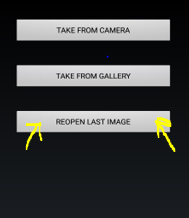 TAKE FROM CAMERA
TAKE FROM GALLERY
REOPEN LAST IMAGE